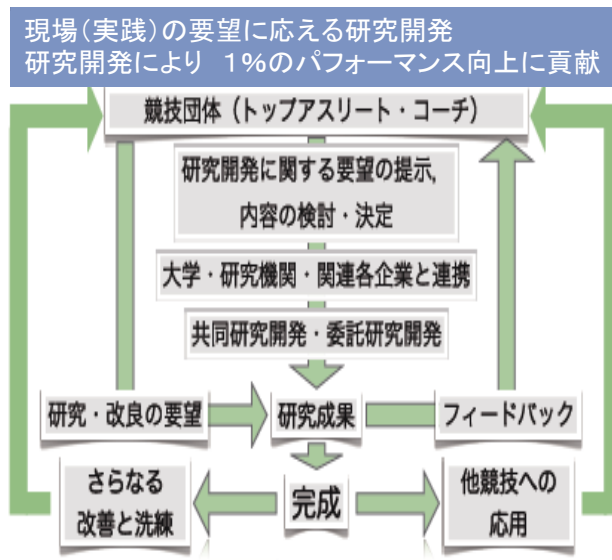 現場（実践）の要望に応える研究開発
研究開発により　１％のパフォーマンス向上に貢献
競技団体（トップアスリート・コーチ）
研究開発に関する要望の提示,
内容の検討・決定
大学・研究機関・関連各企業と連携
共同研究開発・委託研究開発
研究・改良の要望
研究成果
フィードバック
さらなる
改善と洗練
完成
他競技への
応用